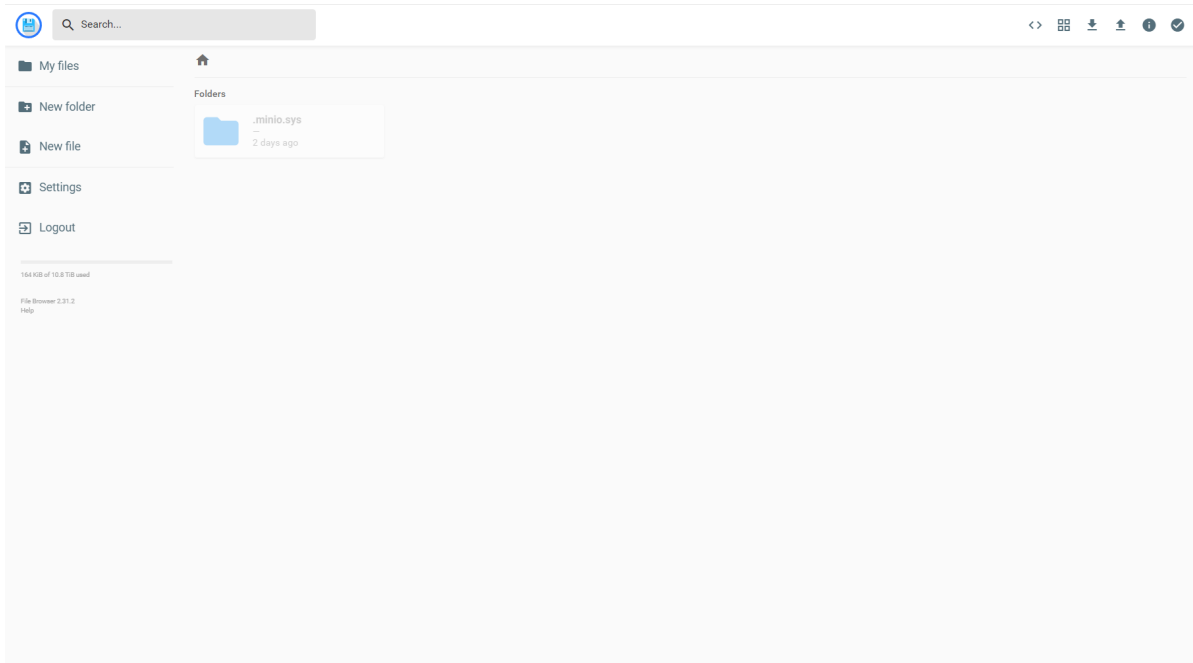 Search...
My files
New folder
New file
Settings
Logout
164 KiB of 10.8 TiB used
File Browser 2.31.2
Help
Folders
.minio.sys
—
2 days ago